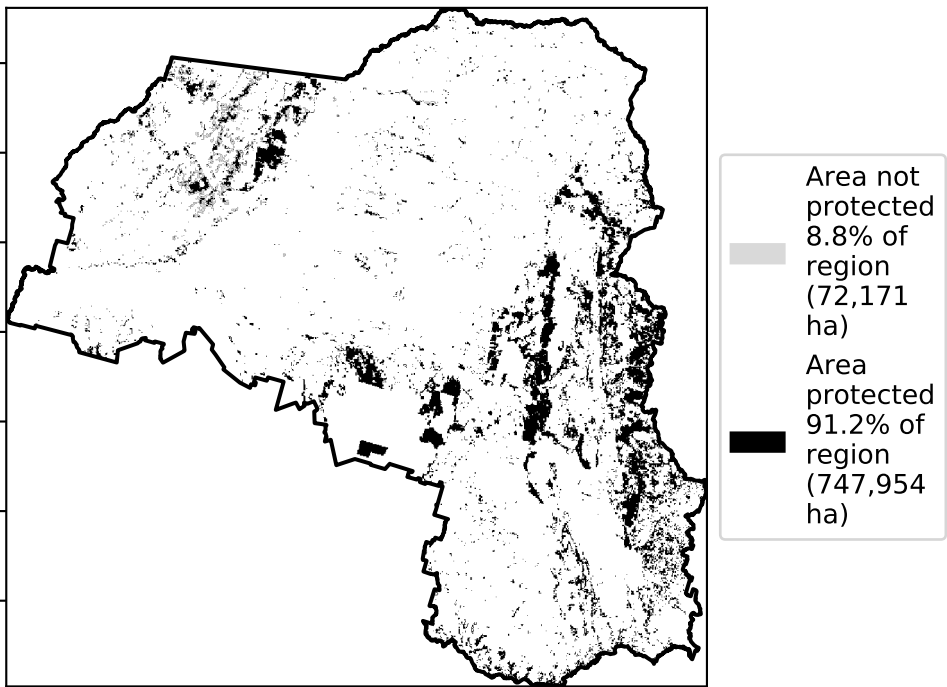 Area not
protected
8.8% of
region
(72,171
ha)
Area
protected
91.2% of
region
(747,954
ha)